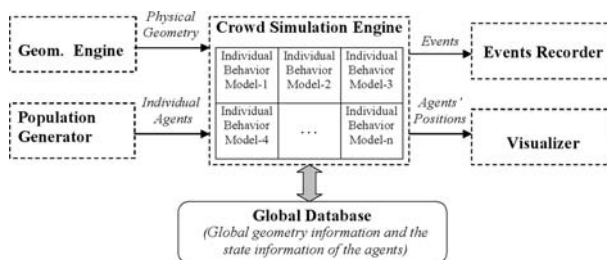 Physical
Geometry
Geom. Engine
Crowd Simulation Engine
Individual Behavior Model-1
Individual Behavior Model-2
Individual Behavior Model-3
Individual Behavior Model-4
...
Individual Behavior Model-n
Events
Events Recorder
Population
Generator
Individual
Agents
Agents'
Positions
Visualizer
Global Database
(Global geometry information and the
state information of the agents)